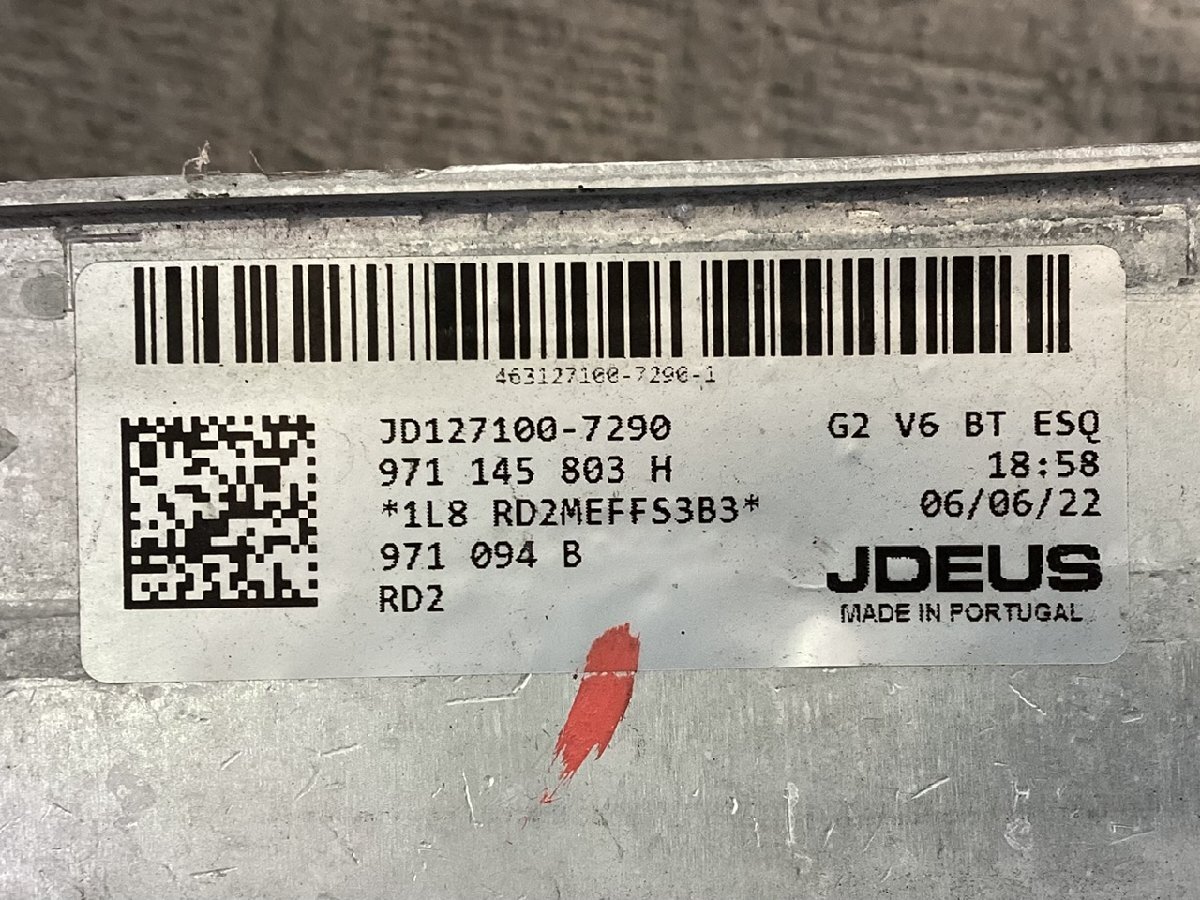 463127100-7290-1
JD127100-7290
971 145 803 H
*1L8 RD2MEFFS3B3*
971 094 B
RD2
G2 V6 BT ESQ
18:58
06/06/22
JDEUS
MADE IN PORTUGAL